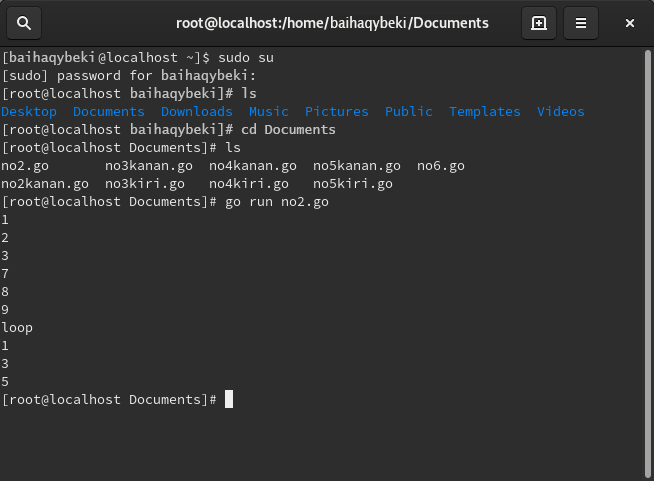 root@localhost:/home/baihaqybeki/Documents
[baihaqybeki@localhost ~]$ sudo su
[sudo] password for baihaqybeki:
[root@localhost baihaqybeki]# ls
Desktop  Documents  Downloads  Music  Pictures  Public  Templates  Videos
[root@localhost baihaqybeki]# cd Documents
[root@localhost Documents]# ls
no2.go       no3kanan.go  no4kanan.go  no5kanan.go  no6.go
no2kanan.go  no3kiri.go   no4kiri.go   no5kiri.go
[root@localhost Documents]# go run no2.go
1
2
3
7
8
9
loop
1
3
5
[root@localhost Documents]#